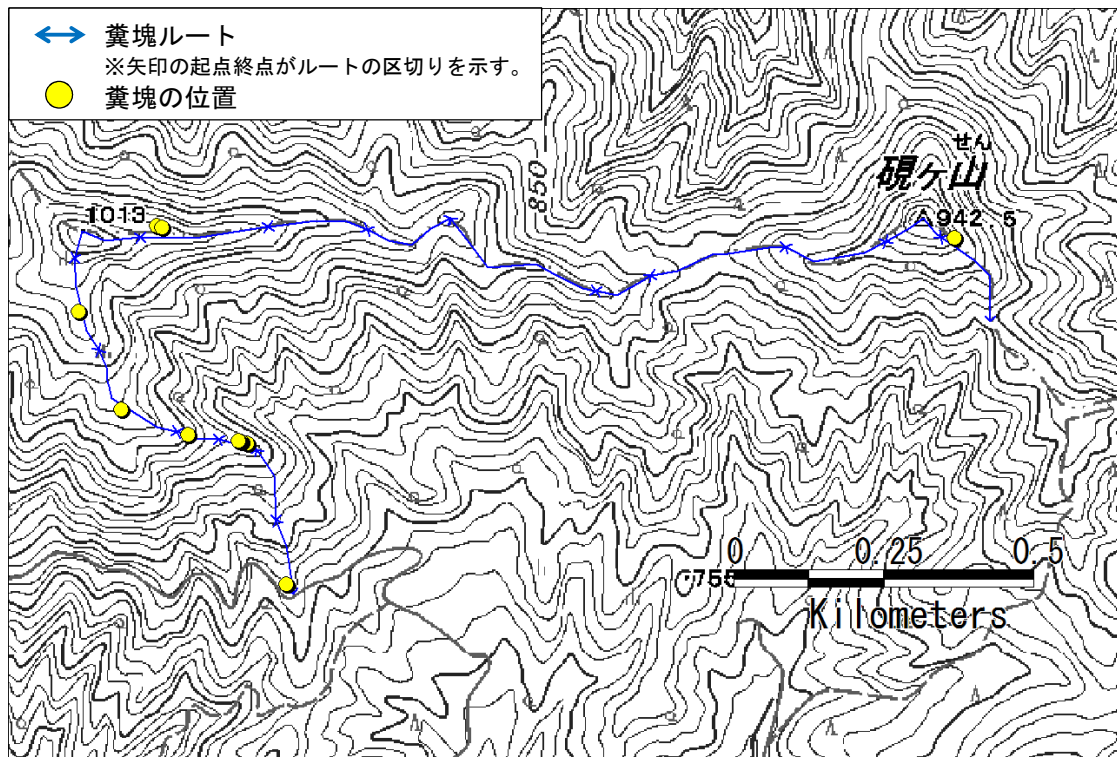 糞塊ルート
※矢印の起点終点がルートの区切りを示す。
糞塊の位置
850
せん
硯ヶ山
1013
942.5
0 0.25 0.5
755
Kilometers